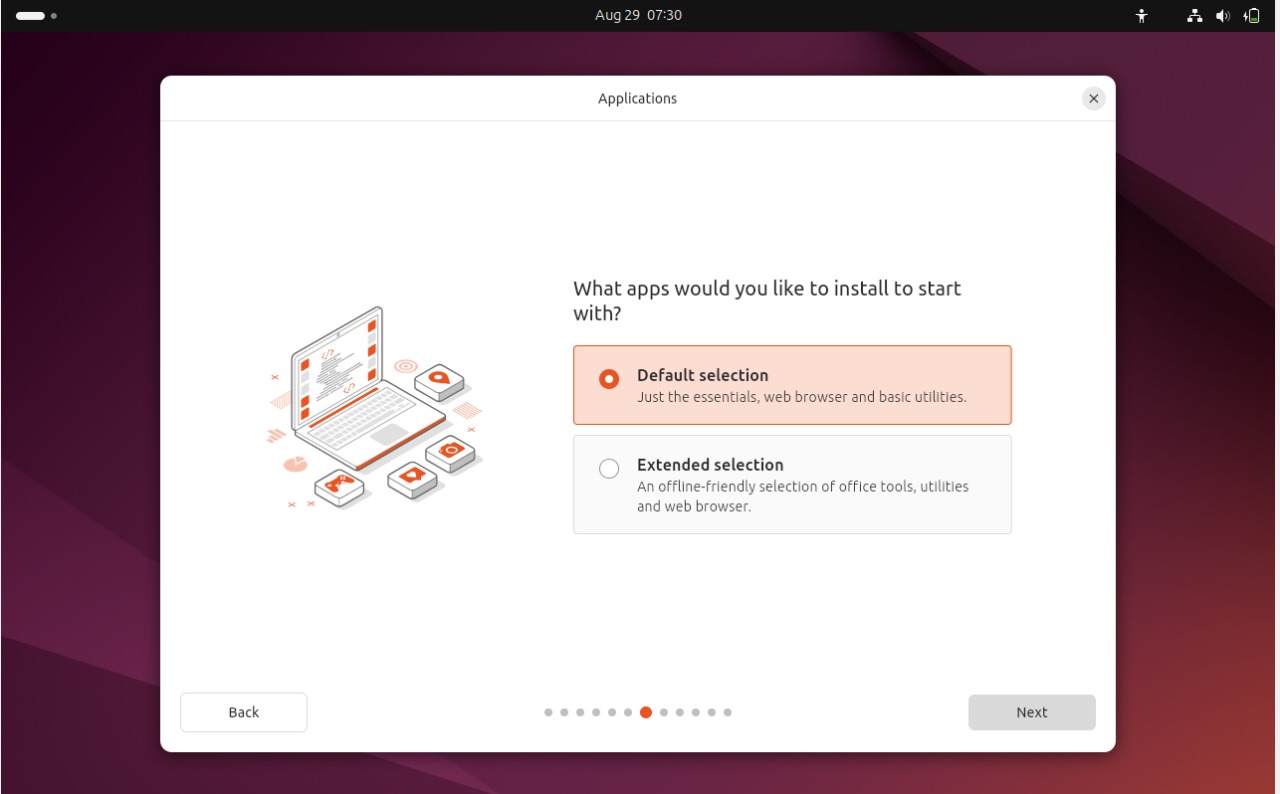 Aug 29 07:30
Applications
What apps would you like to install to start
with?
Default selection
Just the essentials, web browser and basic utilities.
Extended selection
An offline-friendly selection of office tools, utilities
and web browser.
Back
Next